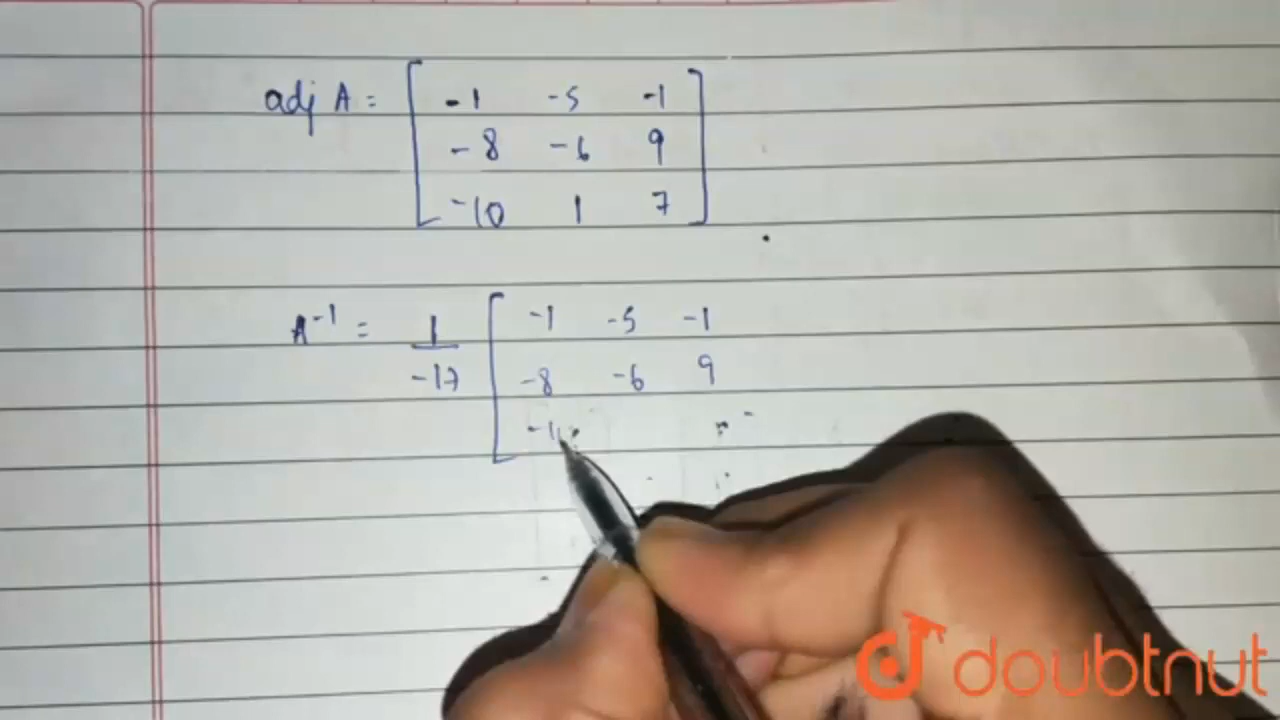 adj A = [ -1 -5 -1
-8 -6 9
-10 1 7 ]
A⁻¹ = 1/-17 [ -1 -5 -1
-8 -6 9
-1
doubtnut